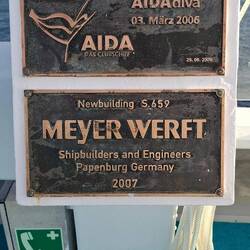 AIDAdiva
03. März 2006
AIDA
DAS CLUBSCHIFF
Newbuilding S.659
MEYER WERFT
Shipbuilders and Engineers
Papenburg Germany
2007